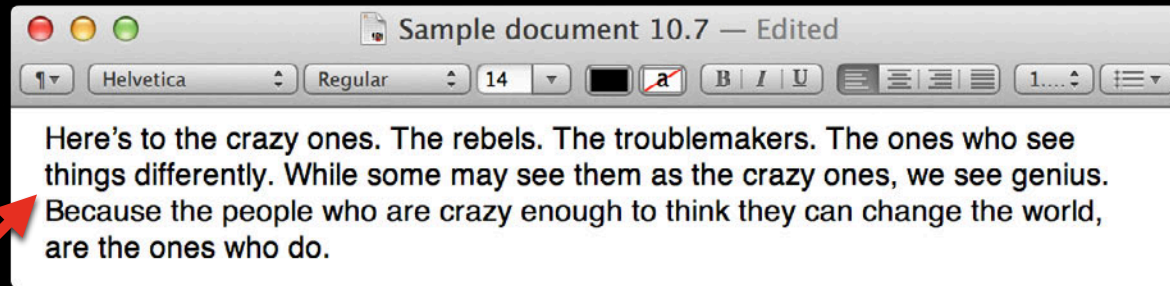 Sample document 10.7 — Edited
¶ Helvetica Regular 14 a B I U 1....
Here’s to the crazy ones. The rebels. The troublemakers. The ones who see
things differently. While some may see them as the crazy ones, we see genius.
Because the people who are crazy enough to think they can change the world,
are the ones who do.